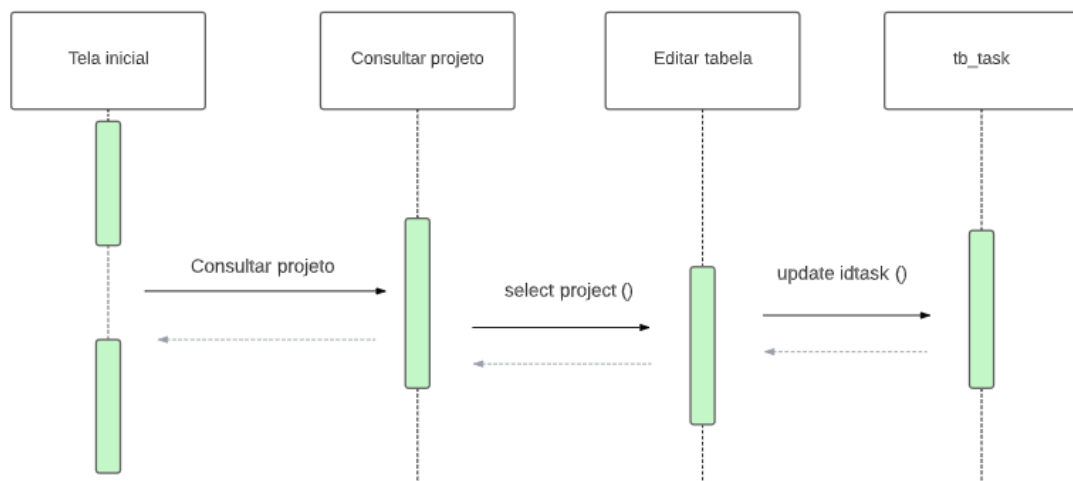 Tela inicial
Consultar projeto
Editar tabela
tb_task
Consultar projeto
select project ()
update idtask ()